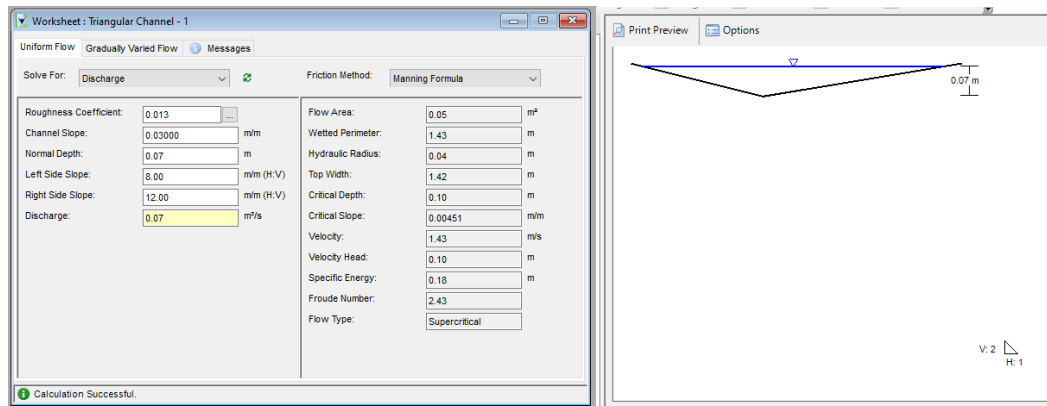 Worksheet : Triangular Channel - 1
Uniform Flow Gradually Varied Flow Messages
Solve For: Discharge Friction Method: Manning Formula
Roughness Coefficient: 0.013 ...
Channel Slope: 0.03000 m/m
Normal Depth: 0.07 m
Left Side Slope: 8.00 m/m (H:V)
Right Side Slope: 12.00 m/m (H:V)
Discharge: 0.07 m³/s
Flow Area: 0.05 m²
Wetted Perimeter: 1.43 m
Hydraulic Radius: 0.04 m
Top Width: 1.42 m
Critical Depth: 0.10 m
Critical Slope: 0.00451 m/m
Velocity: 1.43 m/s
Velocity Head: 0.10 m
Specific Energy: 0.18 m
Froude Number: 2.43
Flow Type: Supercritical
Calculation Successful.
Print Preview Options
0.07 m
V: 2
H: 1